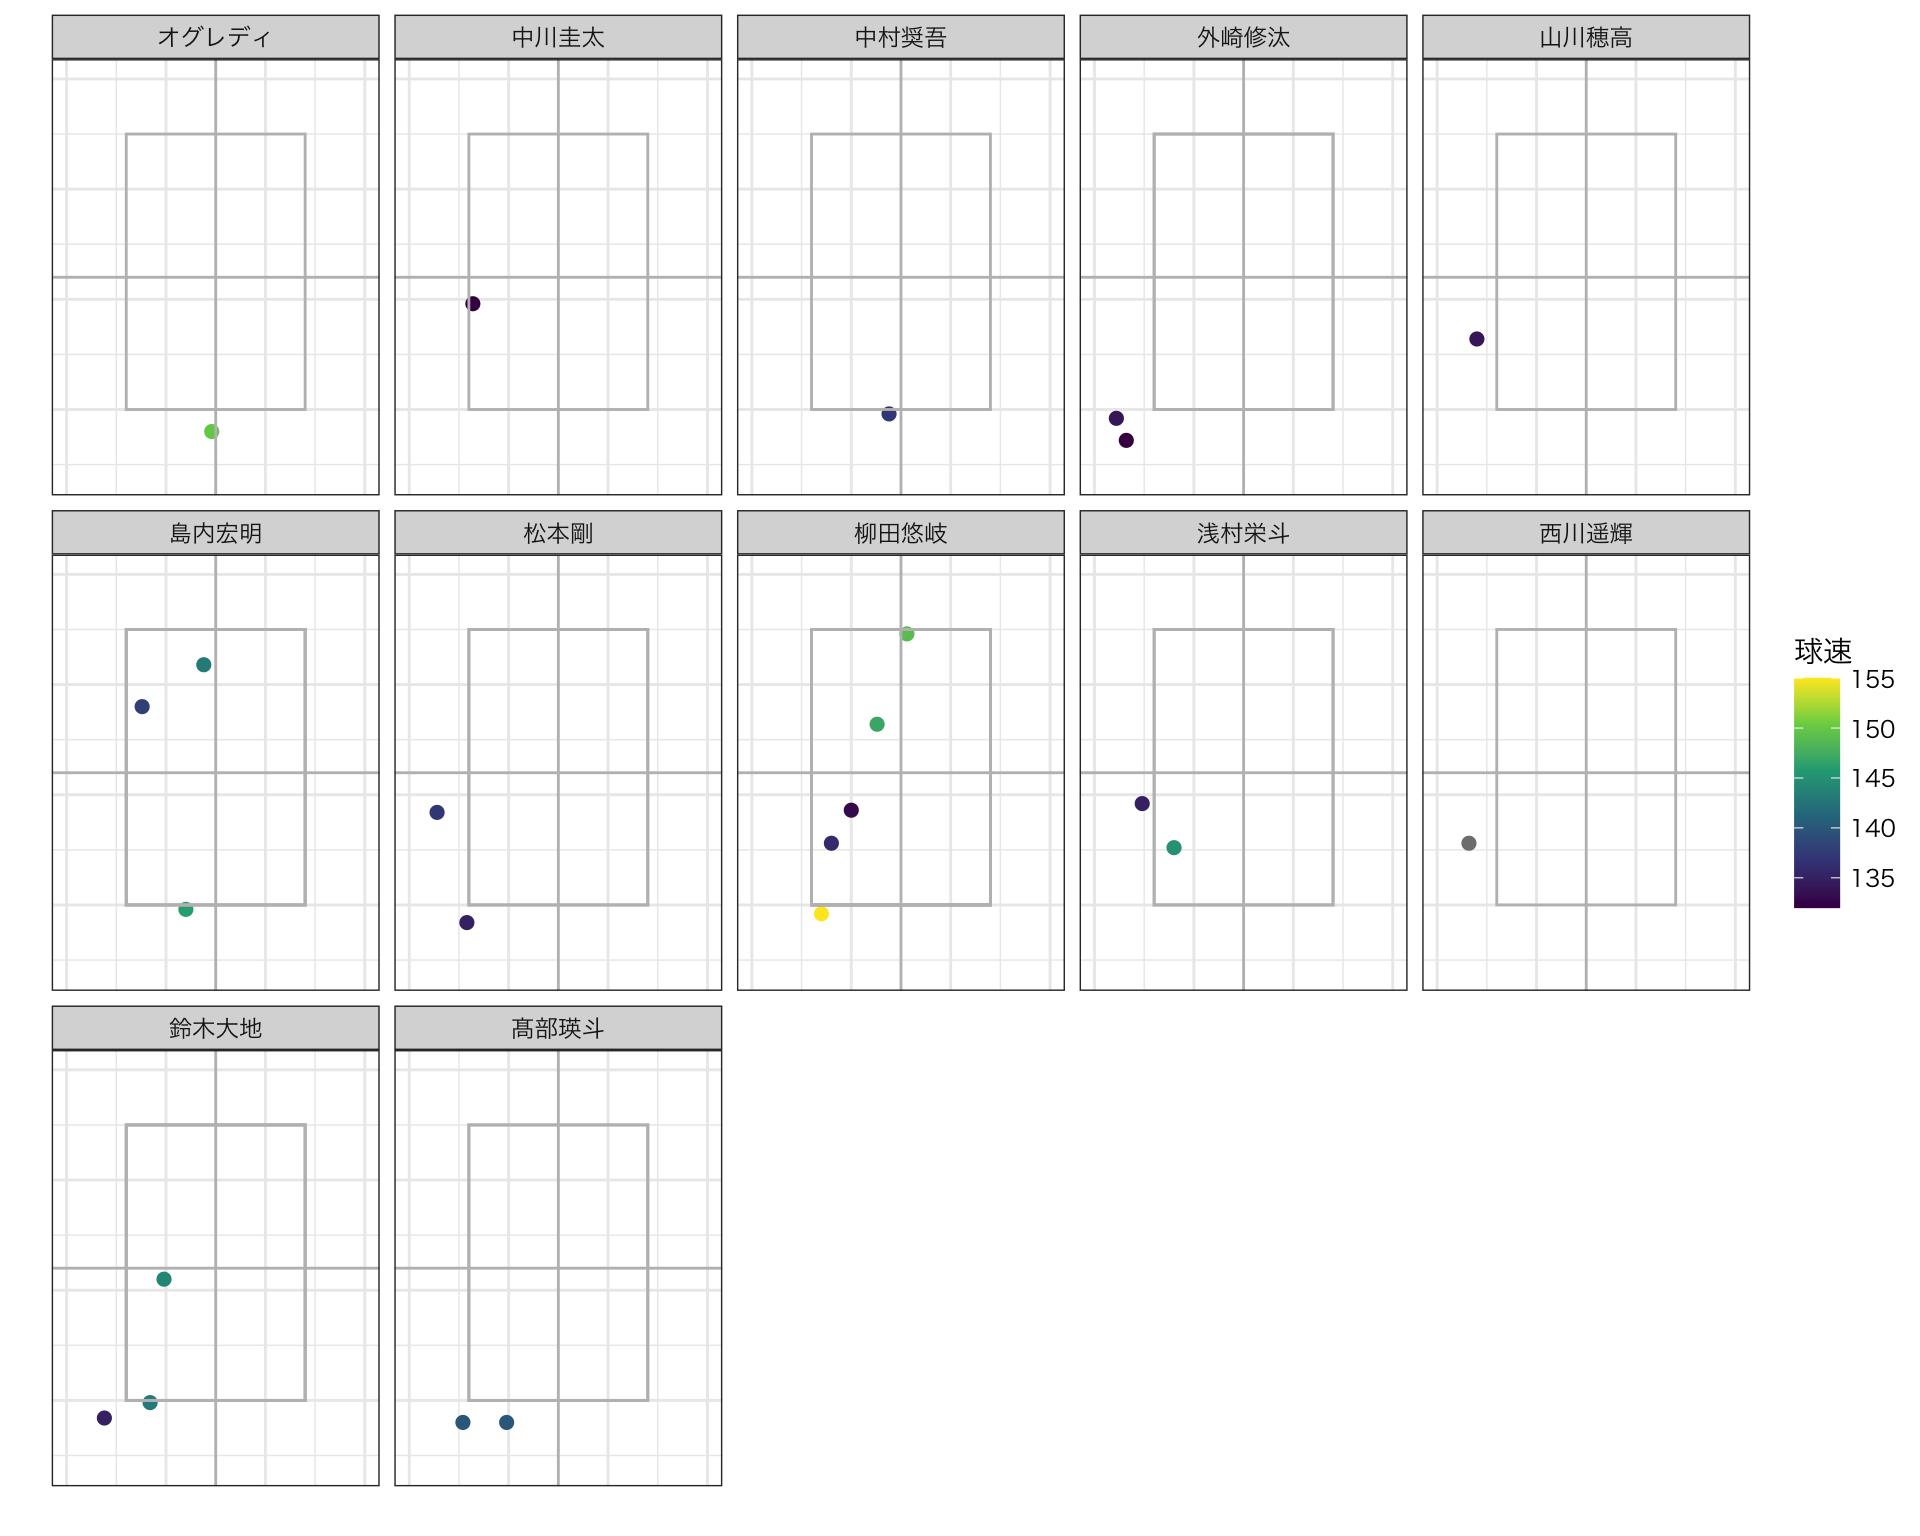 オグレディ
中川圭太
中村奨吾
外崎修汰
山川穂高
島内宏明
松本剛
柳田悠岐
浅村栄斗
西川遥輝
鈴木大地
髙部瑛斗
球速
155
150
145
140
135